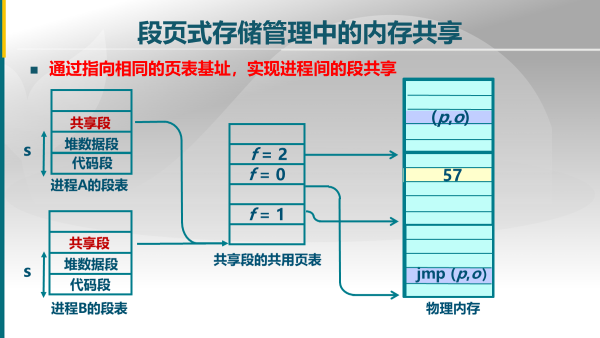 段页式存储管理中的内存共享
通过指向相同的页表基址，实现进程间的段共享
共享段
堆数据段
代码段
s
进程A的段表
共享段
堆数据段
代码段
s
进程B的段表
f = 2
f = 0
f = 1
共享段的共用页表
(p,o)
57
jmp (p,o)
物理内存